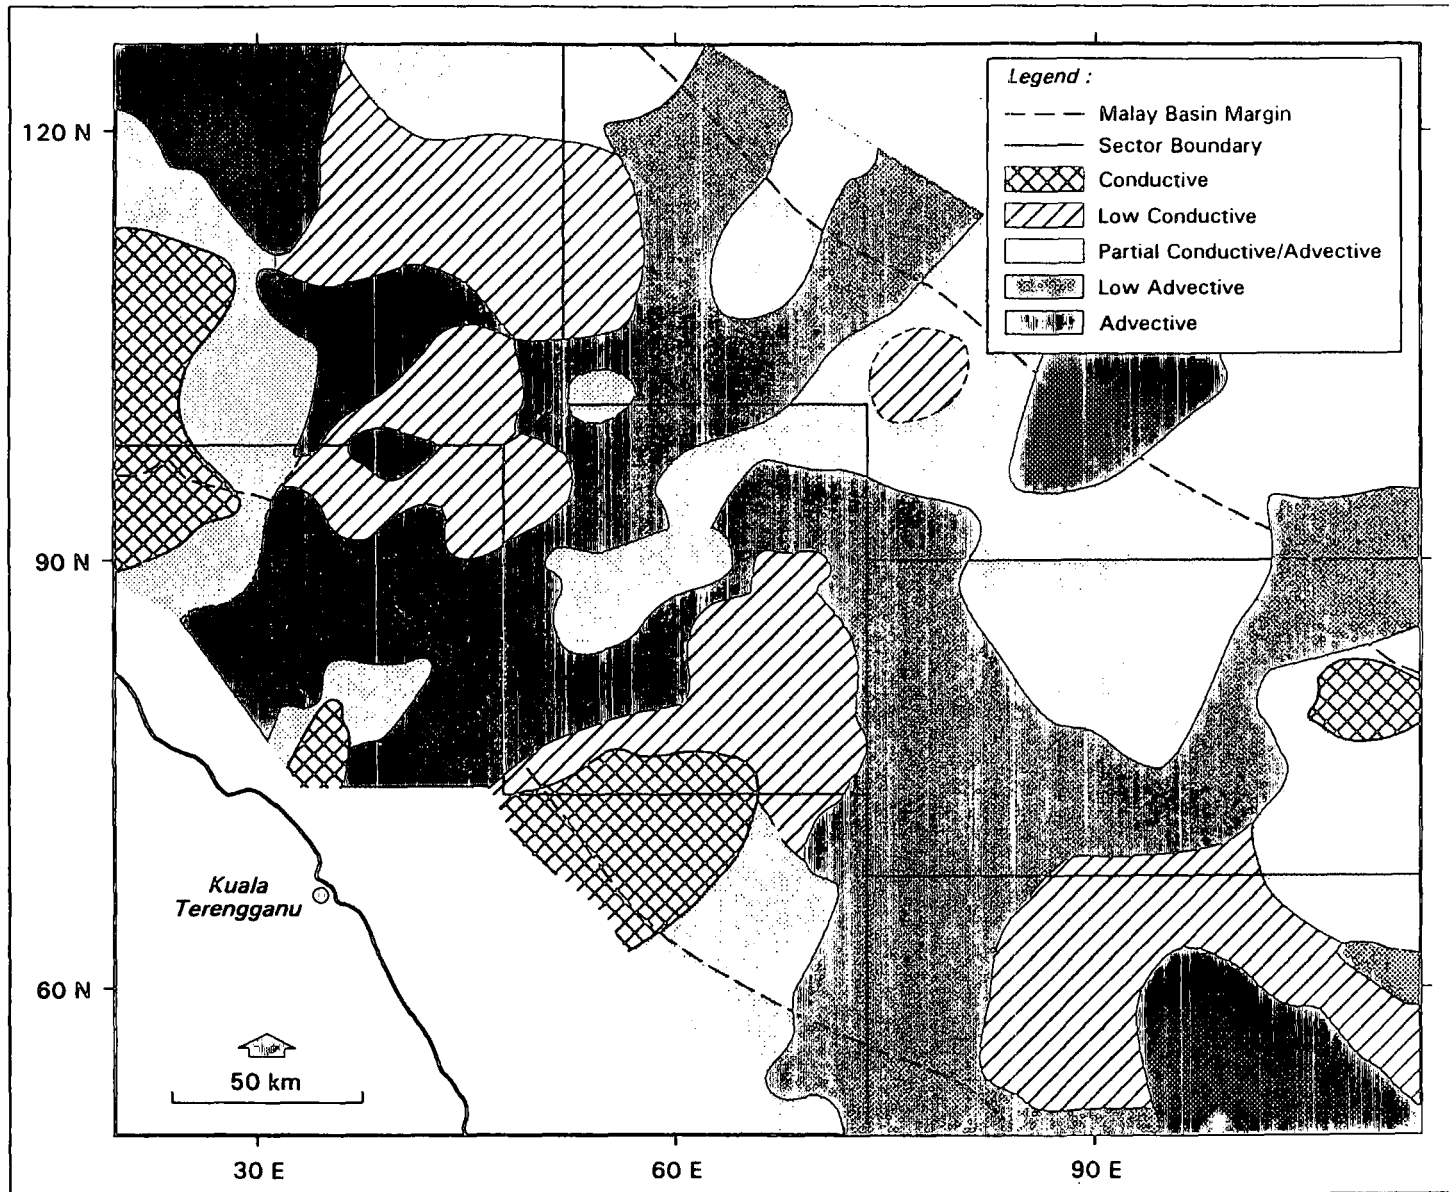 Legend :
Malay Basin Margin
Sector Boundary
Conductive
Low Conductive
Partial Conductive/Advective
Low Advective
Advective
120 N
90 N
60 N
Kuala
Terengganu
50 km
30 E
60 E
90 E